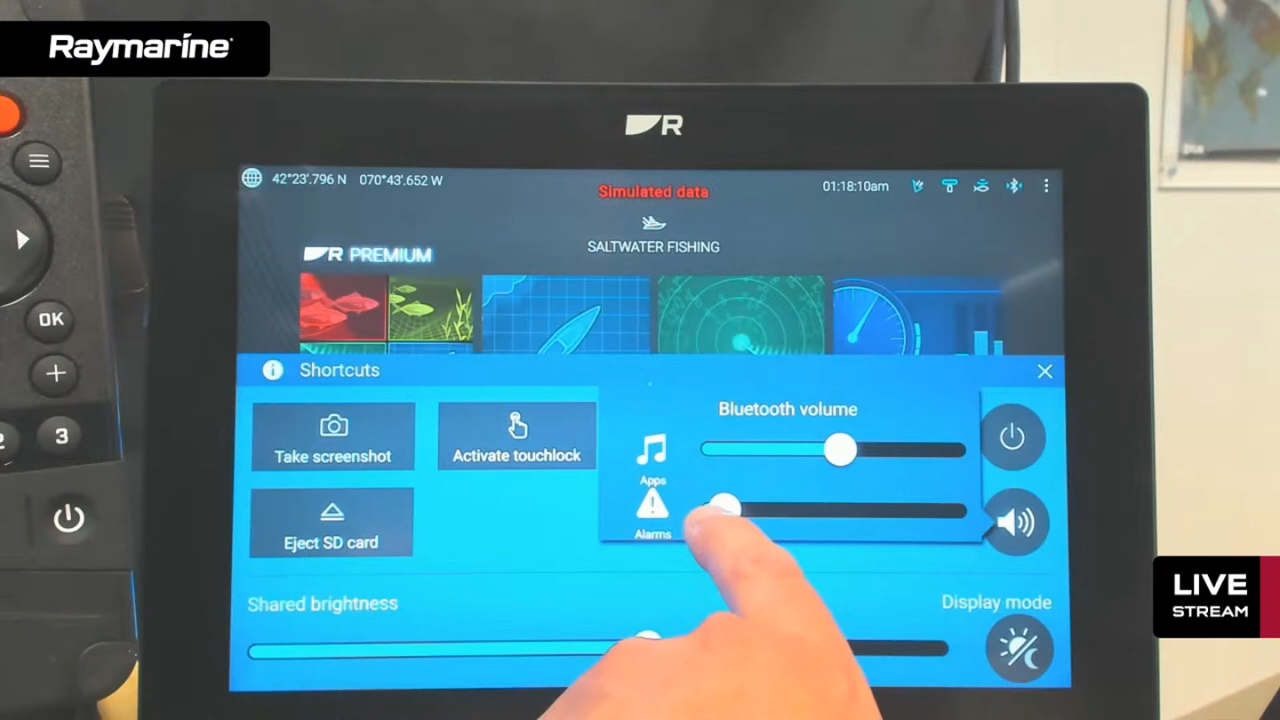 Raymarine
R
42°23'.796 N 070°43'.652 W
Simulated data
01:18:10am
SALTWATER FISHING
R PREMIUM
OK
Shortcuts
Bluetooth volume
Take screenshot
Activate touchlock
Apps
2
3
Eject SD card
Alarms
LIVE
STREAM
Shared brightness
Display mode